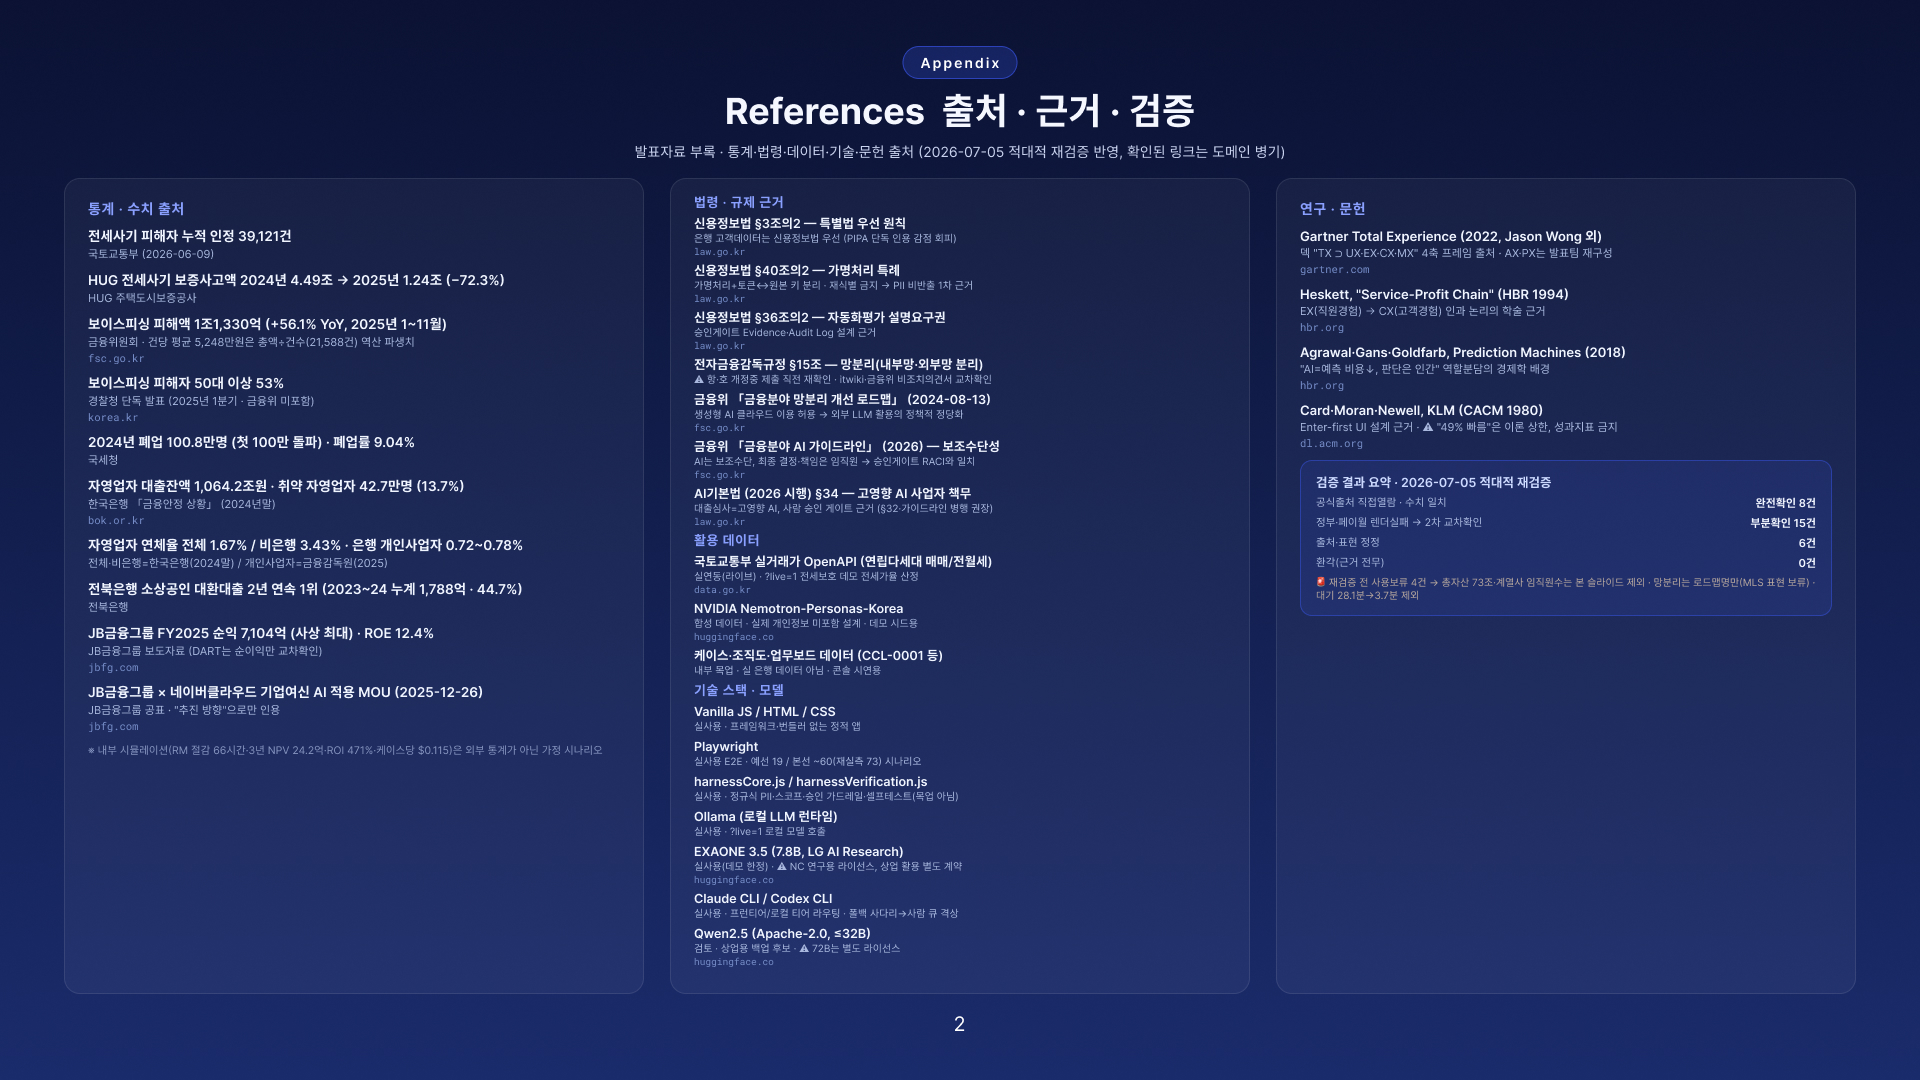 Appendix
References 출처 · 근거 · 검증
발표자료 부록 · 통계·법령·데이터·기술·문헌 출처 (2026-07-05 적대적 재검증 반영, 확인된 링크는 도메인 병기)
통계 · 수치 출처
전세사기 피해자 누적 인정 39,121건
국토교통부 (2026-06-09)
HUG 전세사기 보증사고액 2024년 4.49조 → 2025년 1.24조 (−72.3%)
HUG 주택도시보증공사
보이스피싱 피해액 1조1,330억 (+56.1% YoY, 2025년 1~11월)
금융위원회 · 건당 평균 5,248만원은 총액÷건수(21,588건) 역산 파생치
fsc.go.kr
보이스피싱 피해자 50대 이상 53%
경찰청 단독 발표 (2025년 1분기 · 금융위 미포함)
korea.kr
2024년 폐업 100.8만명 (첫 100만 돌파) · 폐업률 9.04%
국세청
자영업자 대출잔액 1,064.2조원 · 취약 자영업자 42.7만명 (13.7%)
한국은행 「금융안정 상황」 (2024년말)
bok.or.kr
자영업자 연체율 전체 1.67% / 비은행 3.43% · 은행 개인사업자 0.72~0.78%
전체·비은행=한국은행(2024말) / 개인사업자=금융감독원(2025)
전북은행 소상공인 대환대출 2년 연속 1위 (2023~24 누계 1,788억 · 44.7%)
전북은행
JB금융그룹 FY2025 순익 7,104억 (사상 최대) · ROE 12.4%
JB금융그룹 보도자료 (DART는 순이익만 교차확인)
jbfg.com
JB금융그룹 × 네이버클라우드 기업여신 AI 적용 MOU (2025-12-26)
JB금융그룹 공표 · "추진 방향"으로만 인용
jbfg.com
※ 내부 시뮬레이션(RM 절감 66시간·3년 NPV 24.2억·ROI 471%·케이스당 $0.115)은 외부 통계가 아닌 가정 시나리오
법령 · 규제 근거
신용정보법 §3조의2 — 특별법 우선 원칙
은행 고객데이터는 신용정보법 우선 (PIPA 단독 인용 감점 회피)
law.go.kr
신용정보법 §40조의2 — 가명처리 특례
가명처리+토큰↔원본 키 분리 · 재식별 금지 → PII 비반출 1차 근거
law.go.kr
신용정보법 §36조의2 — 자동화평가 설명요구권
승인게이트 Evidence·Audit Log 설계 근거
law.go.kr
전자금융감독규정 §15조 — 망분리(내부망·외부망 분리)
⚠ 항·호 개정중 제출 직전 재확인 · itwiki·금융위 비조치의견서 교차확인
금융위 「금융분야 망분리 개선 로드맵」 (2024-08-13)
생성형 AI 클라우드 이용 허용 → 외부 LLM 활용의 정책적 정당화
fsc.go.kr
금융위 「금융분야 AI 가이드라인」 (2026) — 보조수단성
AI는 보조수단, 최종 결정·책임은 임직원 → 승인게이트 RACI와 일치
fsc.go.kr
AI기본법 (2026 시행) §34 — 고영향 AI 사업자 책무
대출심사=고영향 AI, 사람 승인 게이트 근거 (§32·가이드라인 병행 권장)
law.go.kr
활용 데이터
국토교통부 실거래가 OpenAPI (연립다세대 매매/전월세)
실연동(라이브) · ?live=1 전세보호 데모 전세가율 산정
data.go.kr
NVIDIA Nemotron-Personas-Korea
합성 데이터 · 실제 개인정보 미포함 설계 · 데모 시드용
huggingface.co
케이스·조직도·업무보드 데이터 (CCL-0001 등)
내부 목업 · 실 은행 데이터 아님 · 콘솔 시연용
기술 스택 · 모델
Vanilla JS / HTML / CSS
실사용 · 프레임워크·번들러 없는 정적 앱
Playwright
실사용 E2E · 예선 19 / 본선 ~60(재실측 73) 시나리오
harnessCore.js / harnessVerification.js
실사용 · 정규식 PII·스코프·승인 가드레일·셀프테스트(목업 아님)
Ollama (로컬 LLM 런타임)
실사용 · ?live=1 로컬 모델 호출
EXAONE 3.5 (7.8B, LG AI Research)
실사용(데모 한정) · ⚠ NC 연구용 라이선스, 상업 활용 별도 계약
huggingface.co
Claude CLI / Codex CLI
실사용 · 프런티어/로컬 티어 라우팅 · 폴백 사다리→사람 큐 격상
Qwen2.5 (Apache-2.0, ≤32B)
검토 · 상업용 백업 후보 · ⚠ 72B는 별도 라이선스
huggingface.co
연구 · 문헌
Gartner Total Experience (2022, Jason Wong 외)
덱 "TX ⊃ UX·EX·CX·MX" 4축 프레임 출처 · AX·PX는 발표팀 재구성
gartner.com
Heskett, "Service-Profit Chain" (HBR 1994)
EX(직원경험) → CX(고객경험) 인과 논리의 학술 근거
hbr.org
Agrawal·Gans·Goldfarb, Prediction Machines (2018)
"AI=예측 비용↓, 판단은 인간" 역할분담의 경제학 배경
hbr.org
Card·Moran·Newell, KLM (CACM 1980)
Enter-first UI 설계 근거 · ⚠ "49% 빠름"은 이론 상한, 성과지표 금지
dl.acm.org
검증 결과 요약 · 2026-07-05 적대적 재검증
공식출처 직접열람 · 수치 일치 완전확인 8건
정부·페이월 렌더실패 → 2차 교차확인 부분확인 15건
출처·표현 정정 6건
환각(근거 전무) 0건
🚨 재검증 전 사용보류 4건 → 총자산 73조·계열사 임직원수는 본 슬라이드 제외 · 망분리는 로드맵명만(MLS 표현 보류) ·
대기 28.1분→3.7분 제외
2